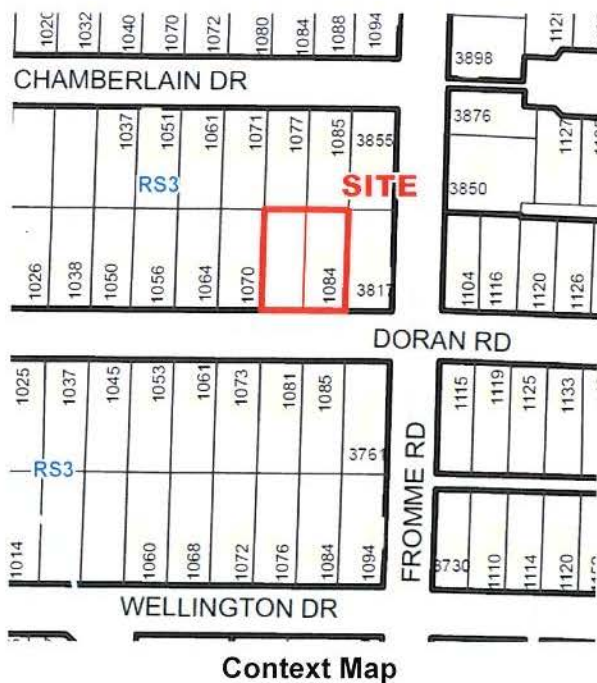 1020 1032 1040 1070 1072 1080 1084 1088 1094
3898
CHAMBERLAIN DR
1037 1051 1061 1071 1077 1085 3855
3876
1127
RS3
SITE
3850
1026 1038 1050 1056 1064 1070 1084 3817
1104 1116 1120 1126
DORAN RD
1025 1037 1045 1053 1061 1073 1081 1085
1115 1119 1125 1133
3761
RS3
FROMME RD
1014 1060 1068 1072 1076 1084 1094
3730 1110 1114 1120
WELLINGTON DR
Context Map